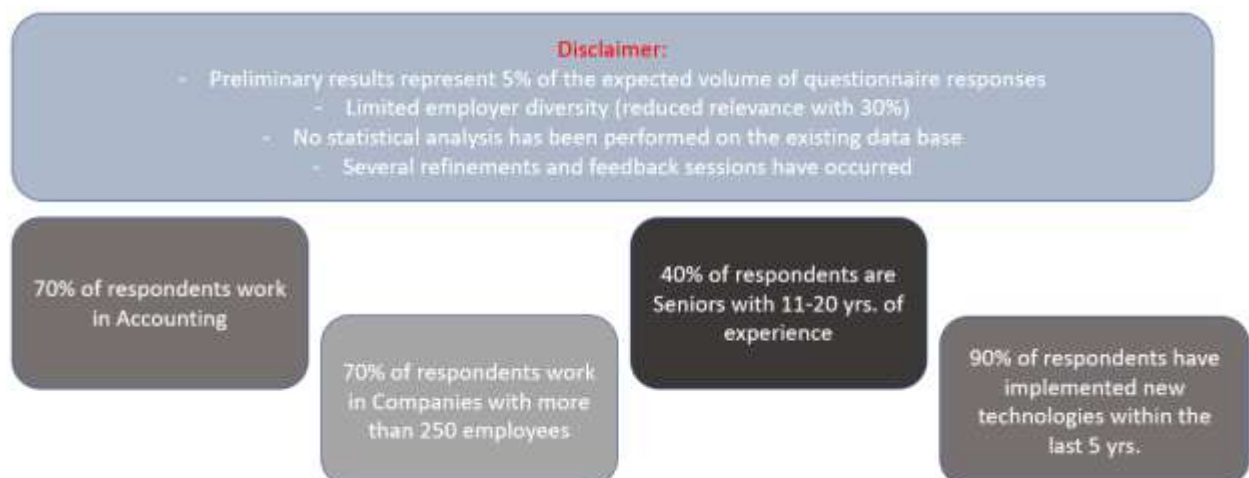 Disclaimer:
- Preliminary results represent 5% of the expected volume of questionnaire responses
- Limited employer diversity (reduced relevance with 30%)
- No statistical analysis has been performed on the existing data base
- Several refinements and feedback sessions have occurred
70% of respondents work
in Accounting
70% of respondents work
in Companies with more
than 250 employees
40% of respondents are
Seniors with 11-20 yrs. of
experience
90% of respondents have
implemented new
technologies within the
last 5 yrs.